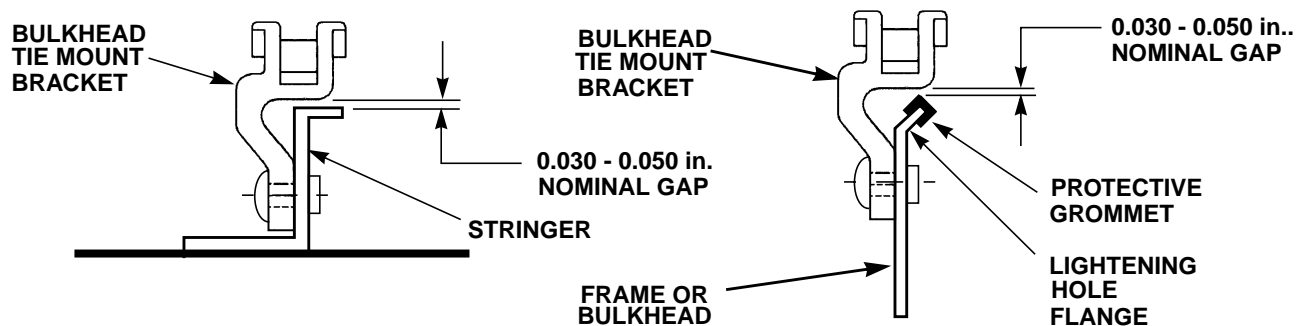 BULKHEAD
TIE MOUNT
BRACKET
0.030 - 0.050 in.
NOMINAL GAP
STRINGER
BULKHEAD
TIE MOUNT
BRACKET
0.030 - 0.050 in..
NOMINAL GAP
PROTECTIVE
GROMMET
LIGHTENING
HOLE
FLANGE
FRAME OR
BULKHEAD